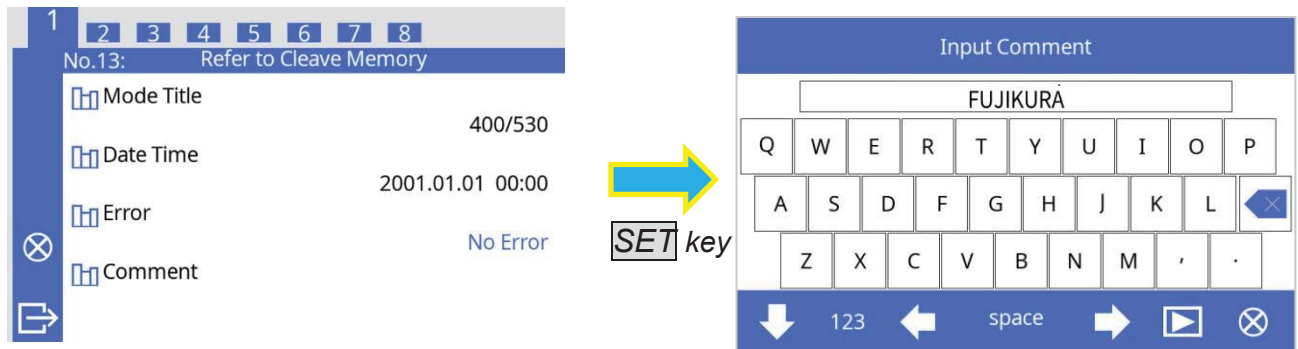 1
2 3 4 5 6 7 8
No.13: Refer to Cleave Memory
Mode Title
400/530
Date Time
2001.01.01 00:00
Error
No Error
Comment
SET key
Input Comment
FUJIKURA
Q W E R T Y U I O P
A S D F G H J K L
Z X C V B N M , .
123 space